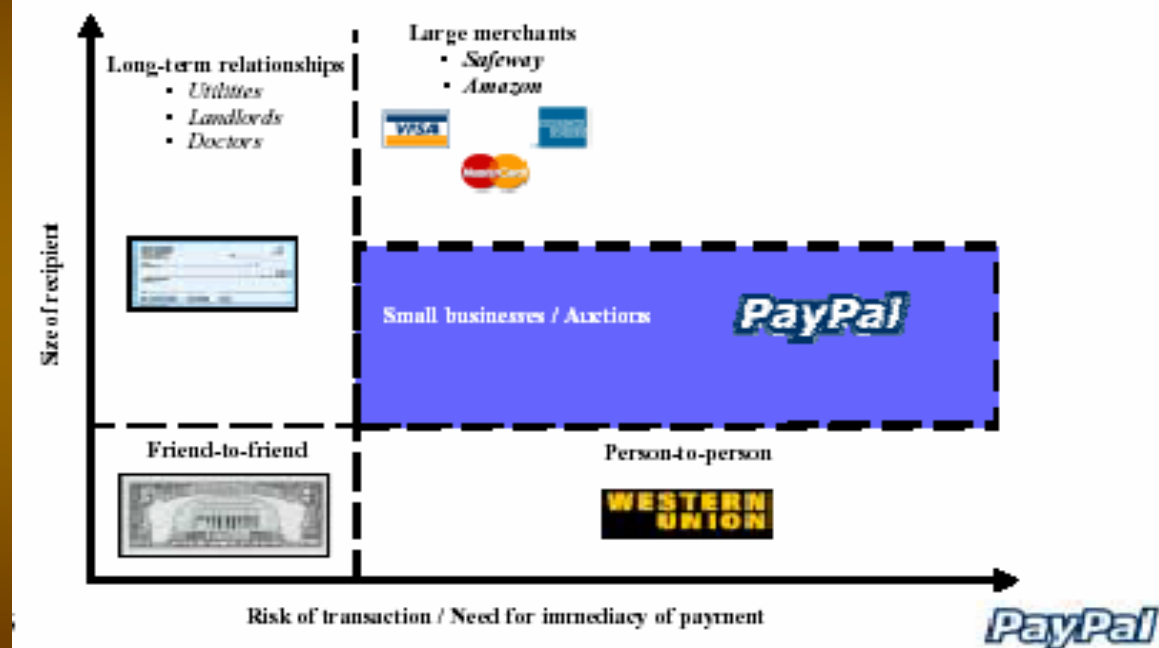 Large merchants
▪ Safeway
▪ Amazon
Long-term relationships
▪ Utilities
▪ Landlords
▪ Doctors
VISA
MasterCard
Size of recipient
Small businesses / Auctions
PayPal
Friend-to-friend
Person-to-person
WESTERN
UNION
Risk of transaction / Need for immediacy of payment
PayPal